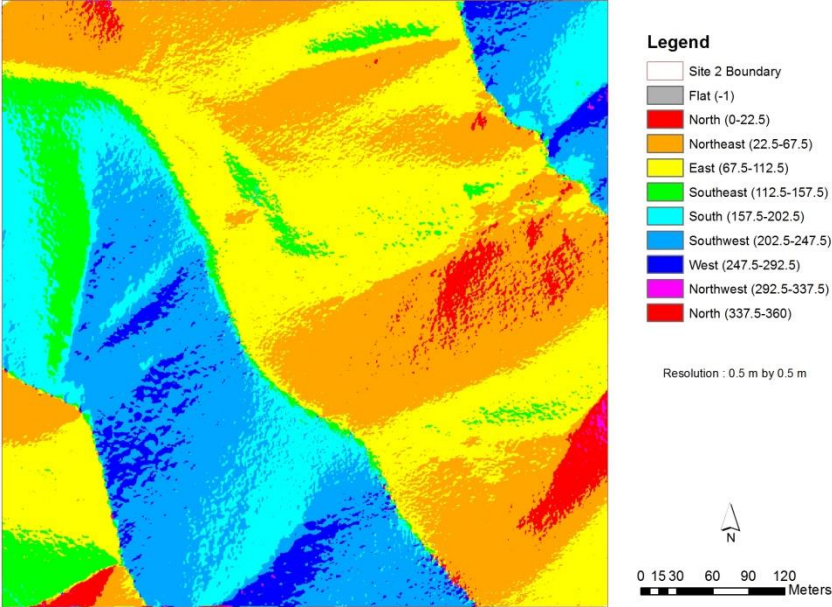 Legend
Site 2 Boundary
Flat (-1)
North (0-22.5)
Northeast (22.5-67.5)
East (67.5-112.5)
Southeast (112.5-157.5)
South (157.5-202.5)
Southwest (202.5-247.5)
West (247.5-292.5)
Northwest (292.5-337.5)
North (337.5-360)
Resolution : 0.5 m by 0.5 m
N
0 15 30 60 90 120
Meters